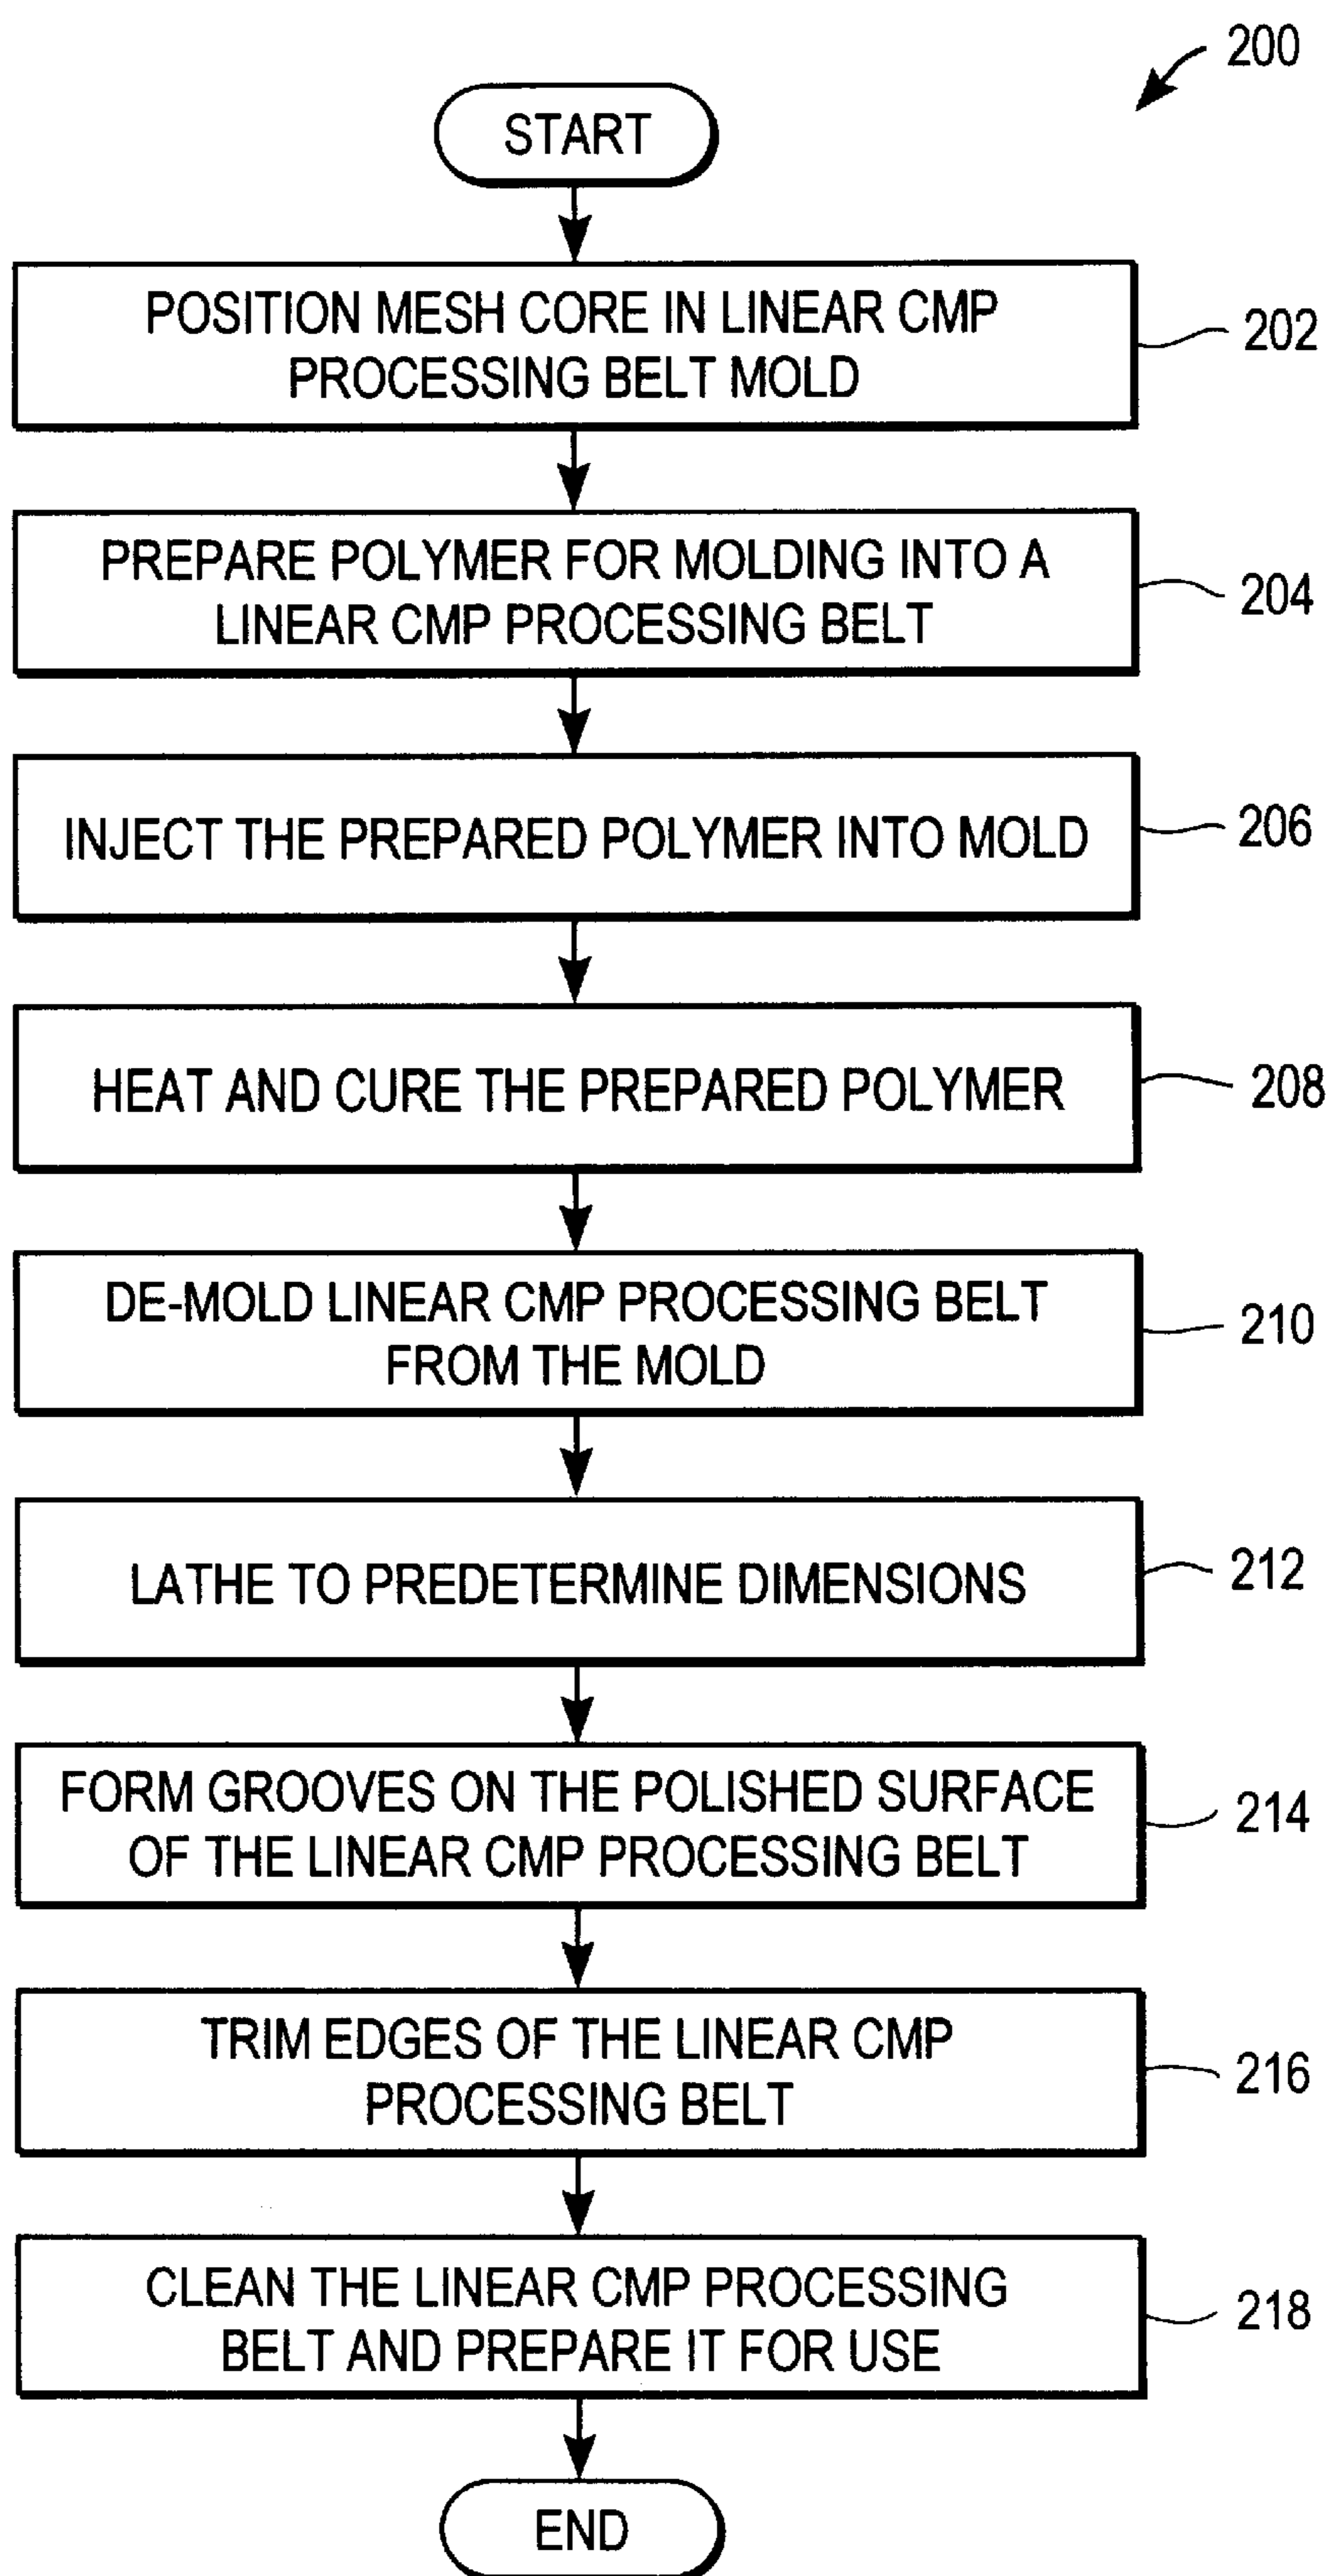 200
START
POSITION MESH CORE IN LINEAR CMP
PROCESSING BELT MOLD
202
PREPARE POLYMER FOR MOLDING INTO A
LINEAR CMP PROCESSING BELT
204
INJECT THE PREPARED POLYMER INTO MOLD
206
HEAT AND CURE THE PREPARED POLYMER
208
DE-MOLD LINEAR CMP PROCESSING BELT
FROM THE MOLD
210
LATHE TO PREDETERMINE DIMENSIONS
212
FORM GROOVES ON THE POLISHED SURFACE
OF THE LINEAR CMP PROCESSING BELT
214
TRIM EDGES OF THE LINEAR CMP
PROCESSING BELT
216
CLEAN THE LINEAR CMP PROCESSING
BELT AND PREPARE IT FOR USE
218
END